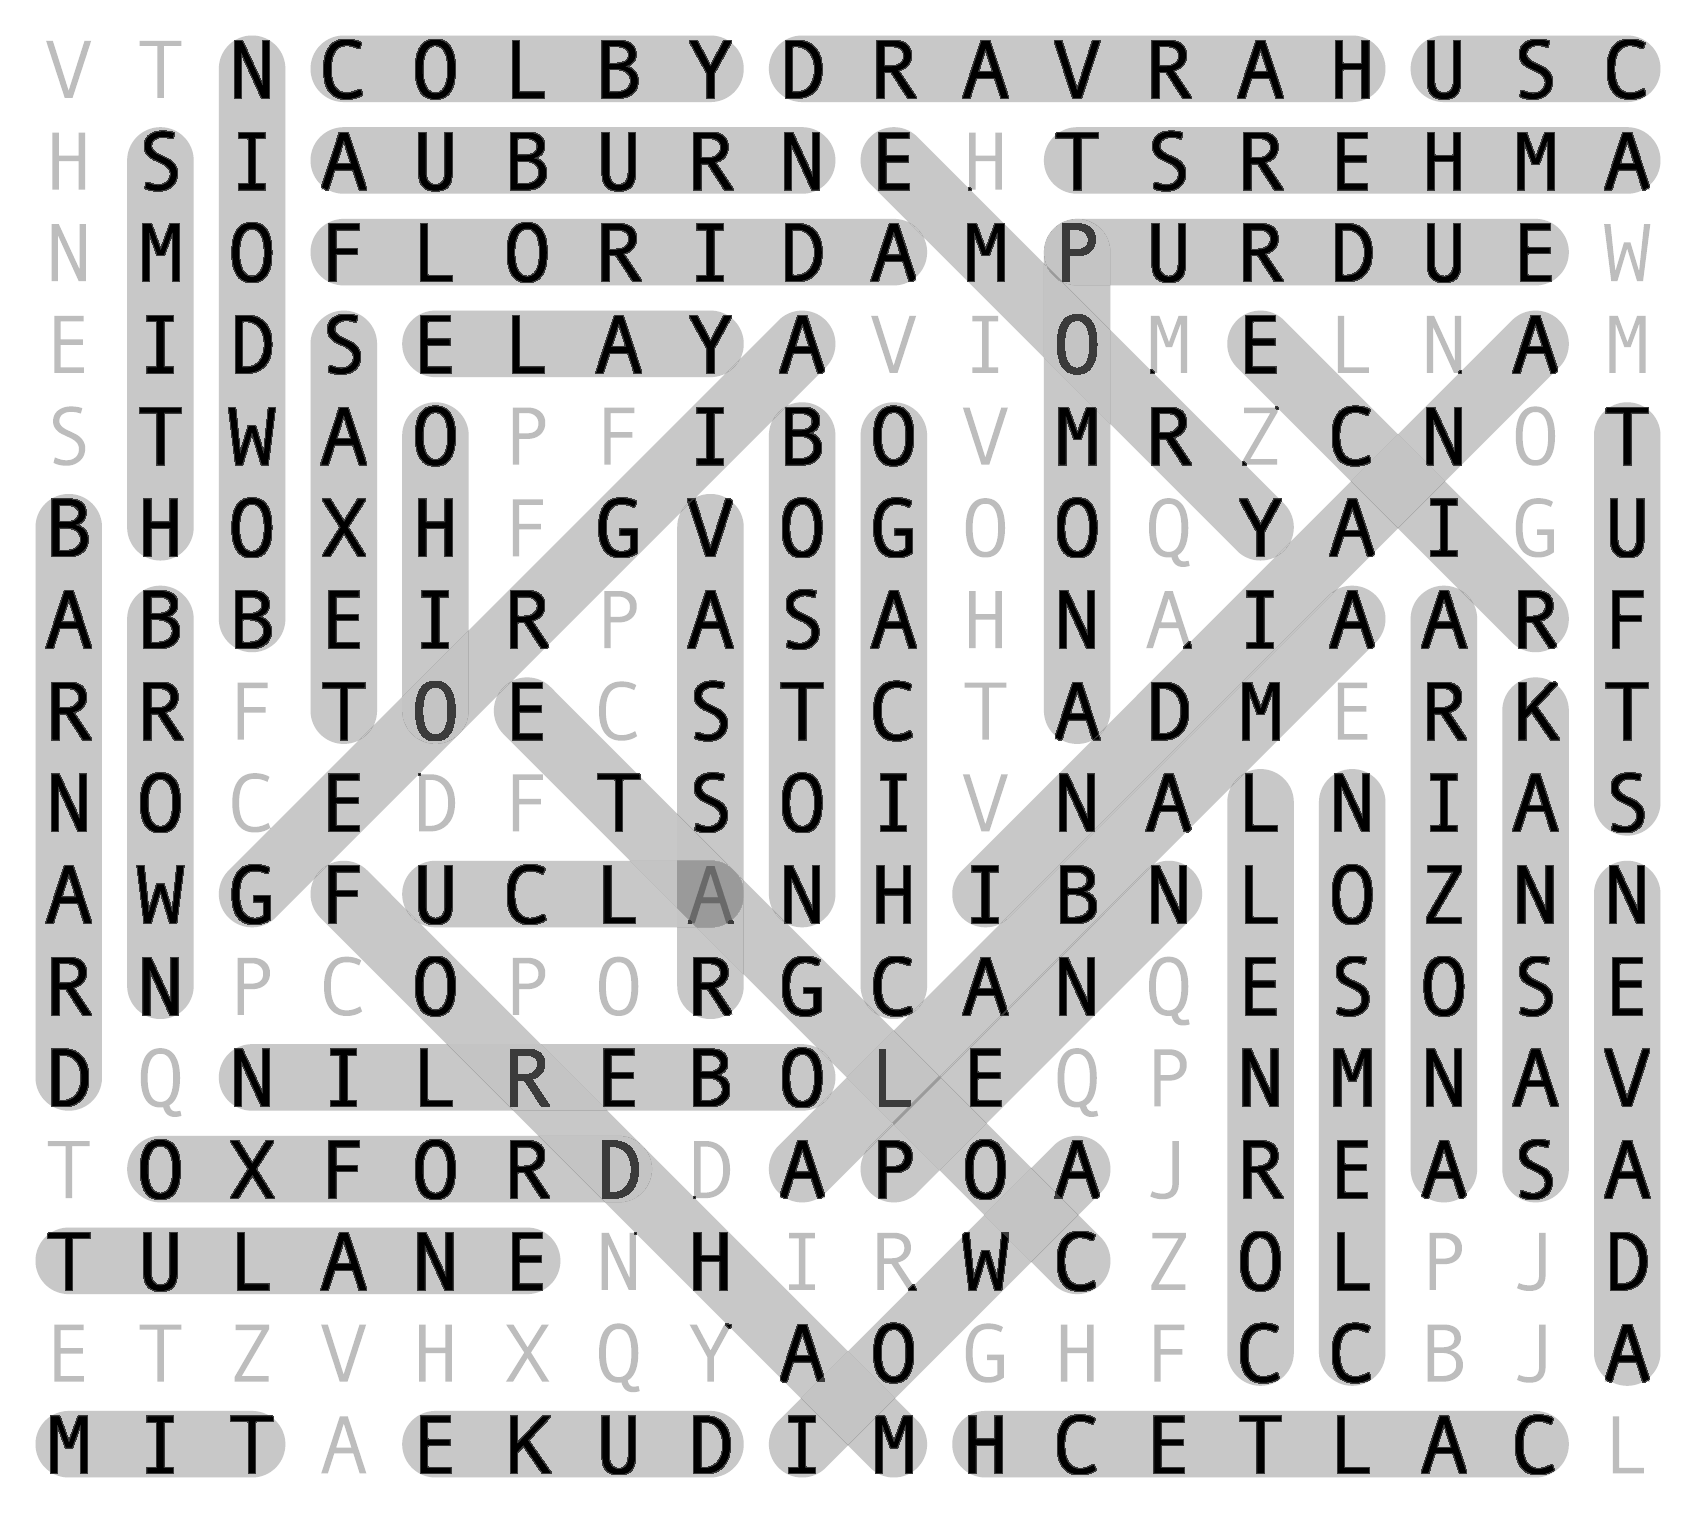 V T N C O L B Y D R A V R A H U S C
H S I A U B U R N E H T S R E H M A
N M O F L O R I D A M P U R D U E W
E I D S E L A Y A V I O M E L N A M
S T W A O P F I B O V M R Z C N O T
B H O X H F G V O G O O Q Y A I G U
A B B E I R P A S A H N A I A A R F
R R F T O E C S T C T A D M E R K T
N O C E D F T S O I V N A L N I A S
A W G F U C L A N H I B N L O Z N N
R N P C O P O R G C A N Q E S O S E
D Q N I L R E B O L E Q P N M N A V
T O X F O R D D A P O A J R E A S A
T U L A N E N H I R W C Z O L P J D
E T Z V H X Q Y A O G H F C C B J A
M I T A E K U D I M H C E T L A C L